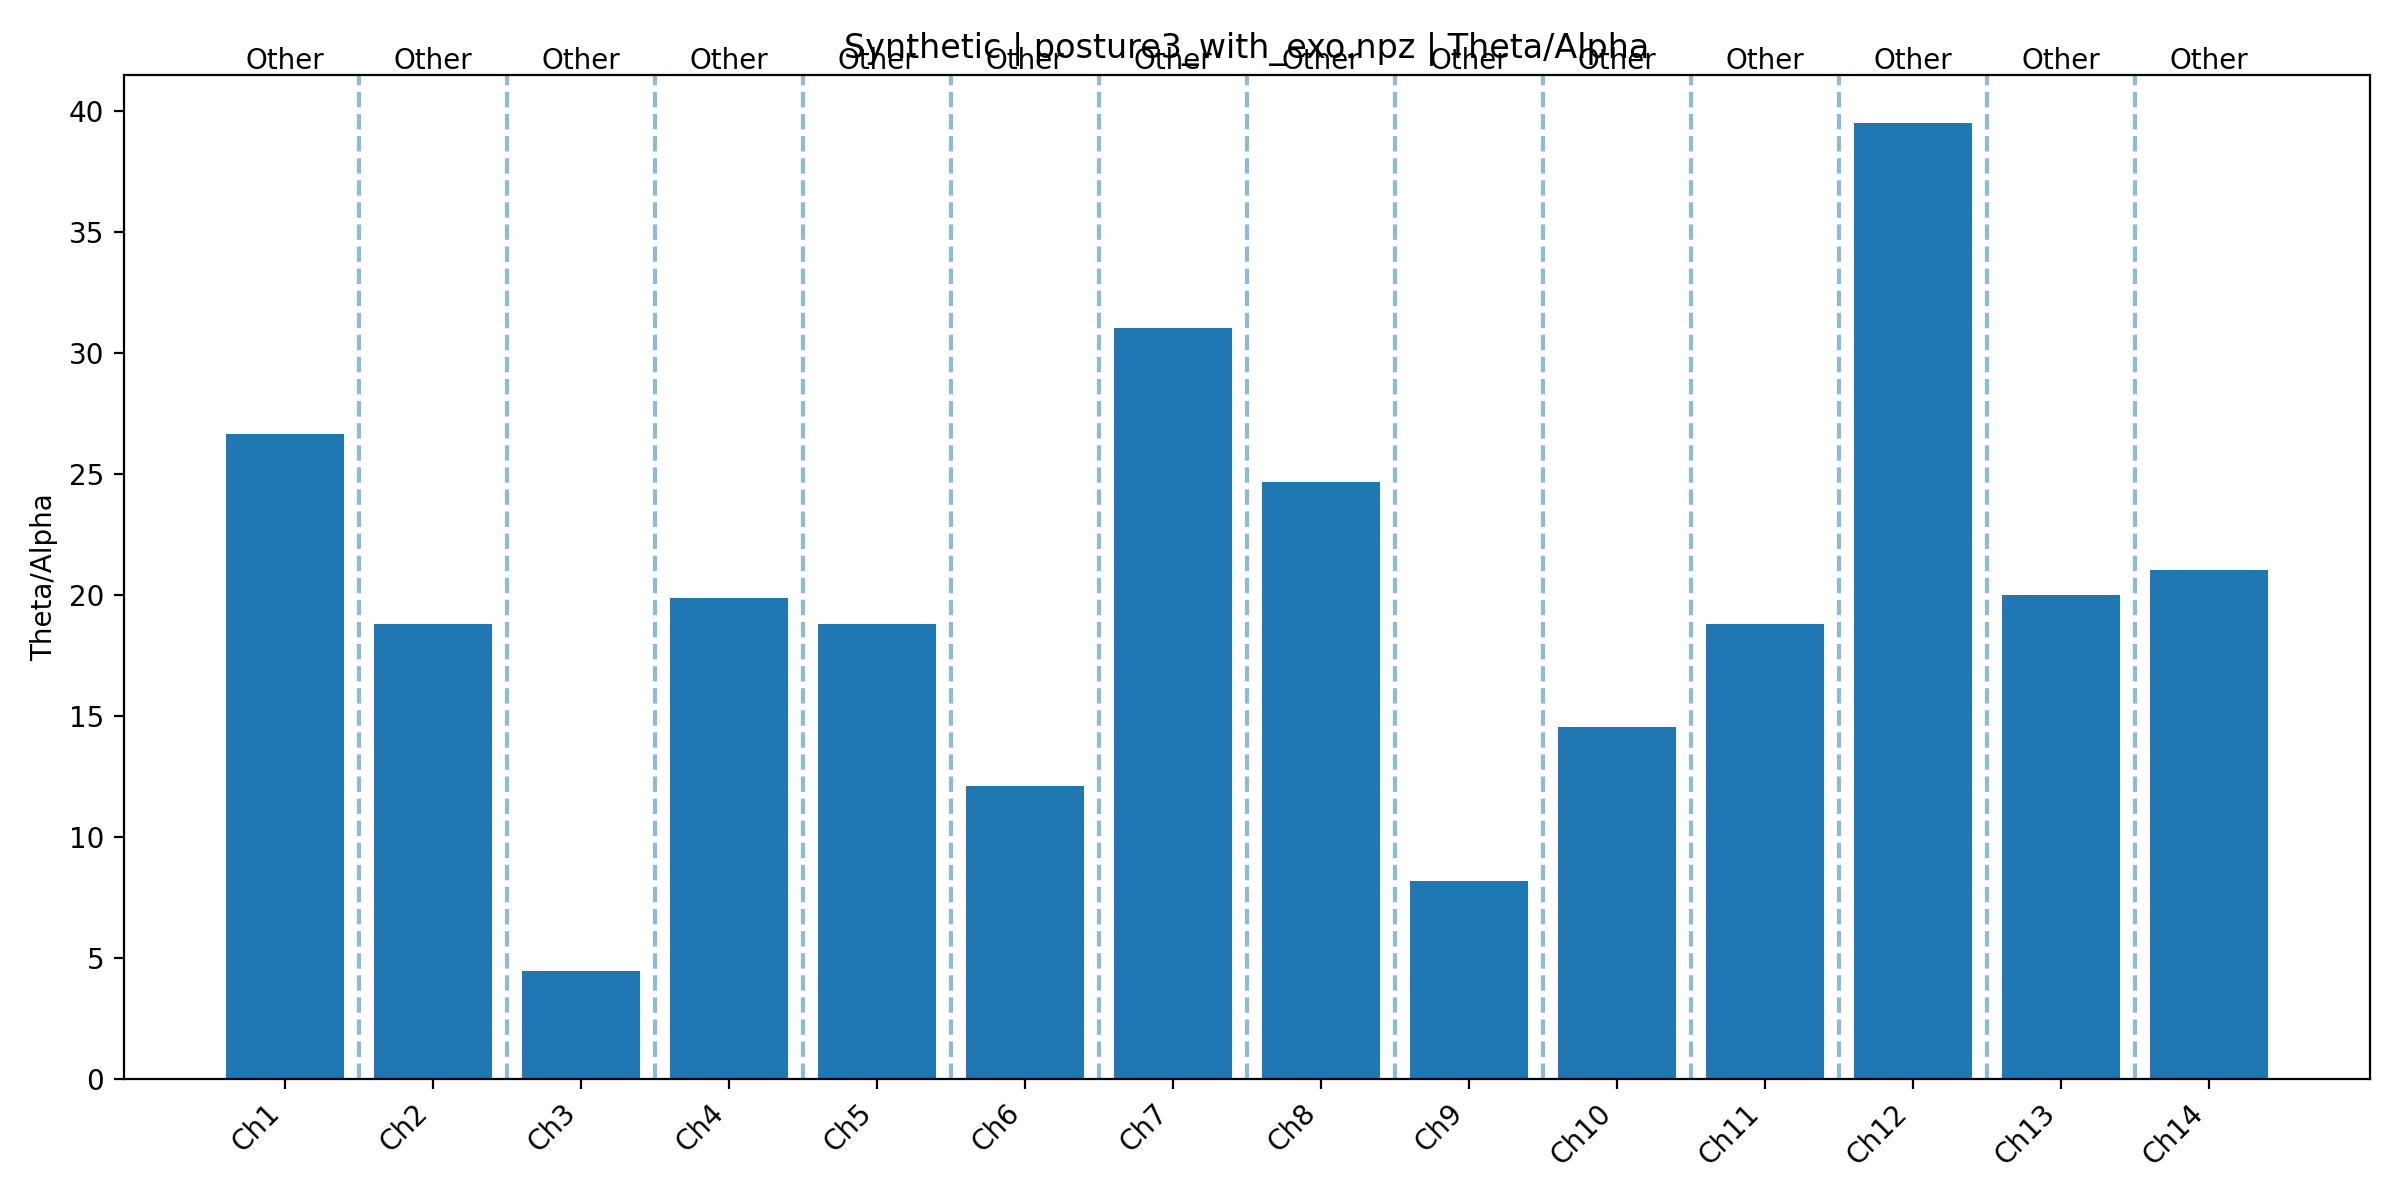 Synthetic | posture3_with_exo.npz | Theta/Alpha
Other Other Other Other Other Other Other Other Other Other Other Other Other Other
Theta/Alpha
40
35
30
25
20
15
10
5
0
Ch1 Ch2 Ch3 Ch4 Ch5 Ch6 Ch7 Ch8 Ch9 Ch10 Ch11 Ch12 Ch13 Ch14